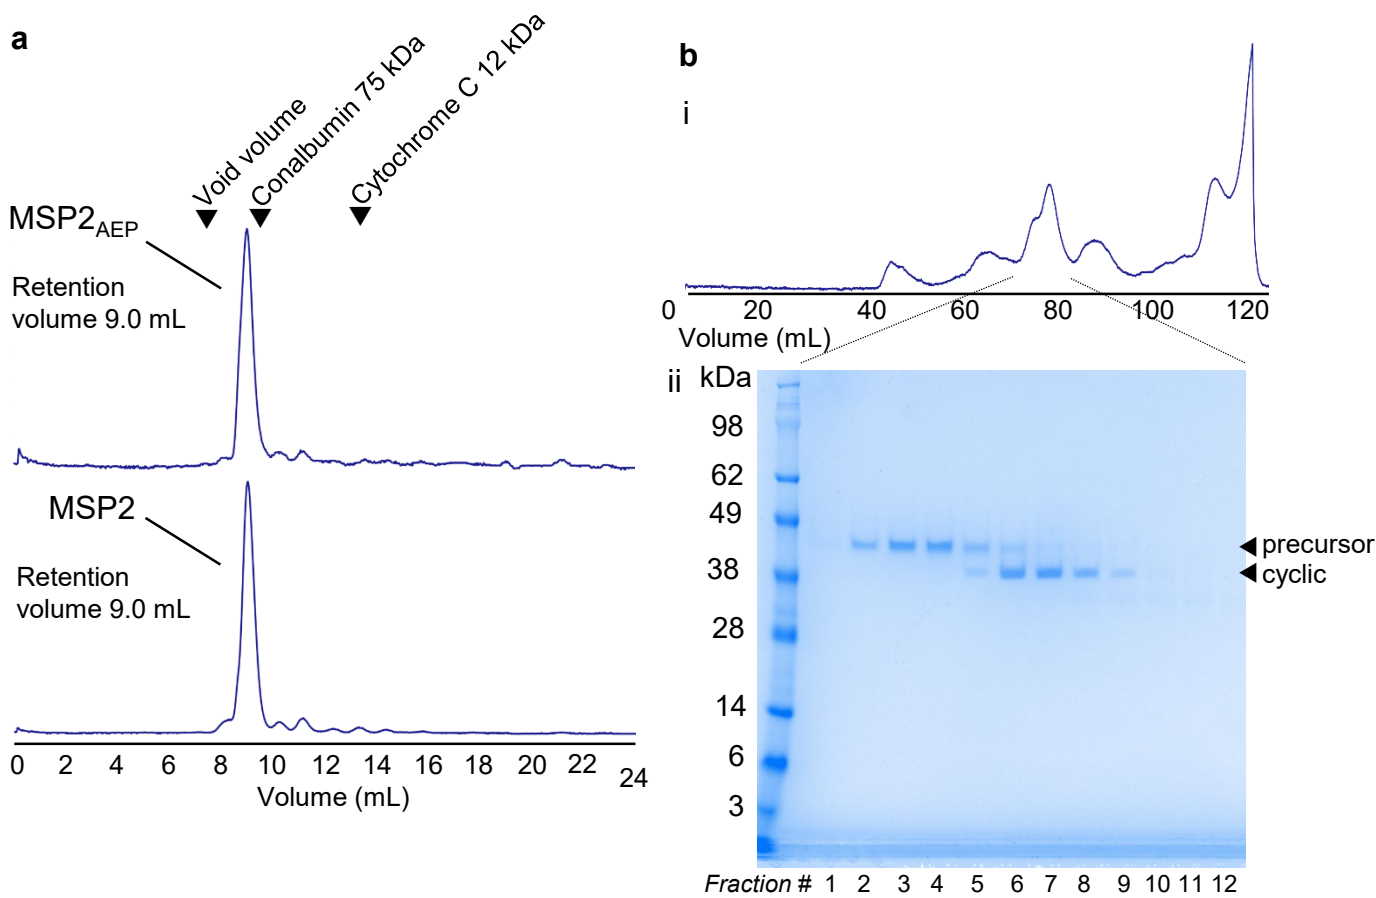 a
Void volume
Conalbumin 75 kDa
Cytochrome C 12 kDa
MSP2AEP
Retention
volume 9.0 mL
MSP2
Retention
volume 9.0 mL
0 2 4 6 8 10 12 14 16 18 20 22 24
Volume (mL)
b
i
0 20 40 60 80 100 120
Volume (mL)
ii kDa
98
62
49
38
28
14
6
3
precursor
cyclic
Fraction # 1 2 3 4 5 6 7 8 9 10 11 12